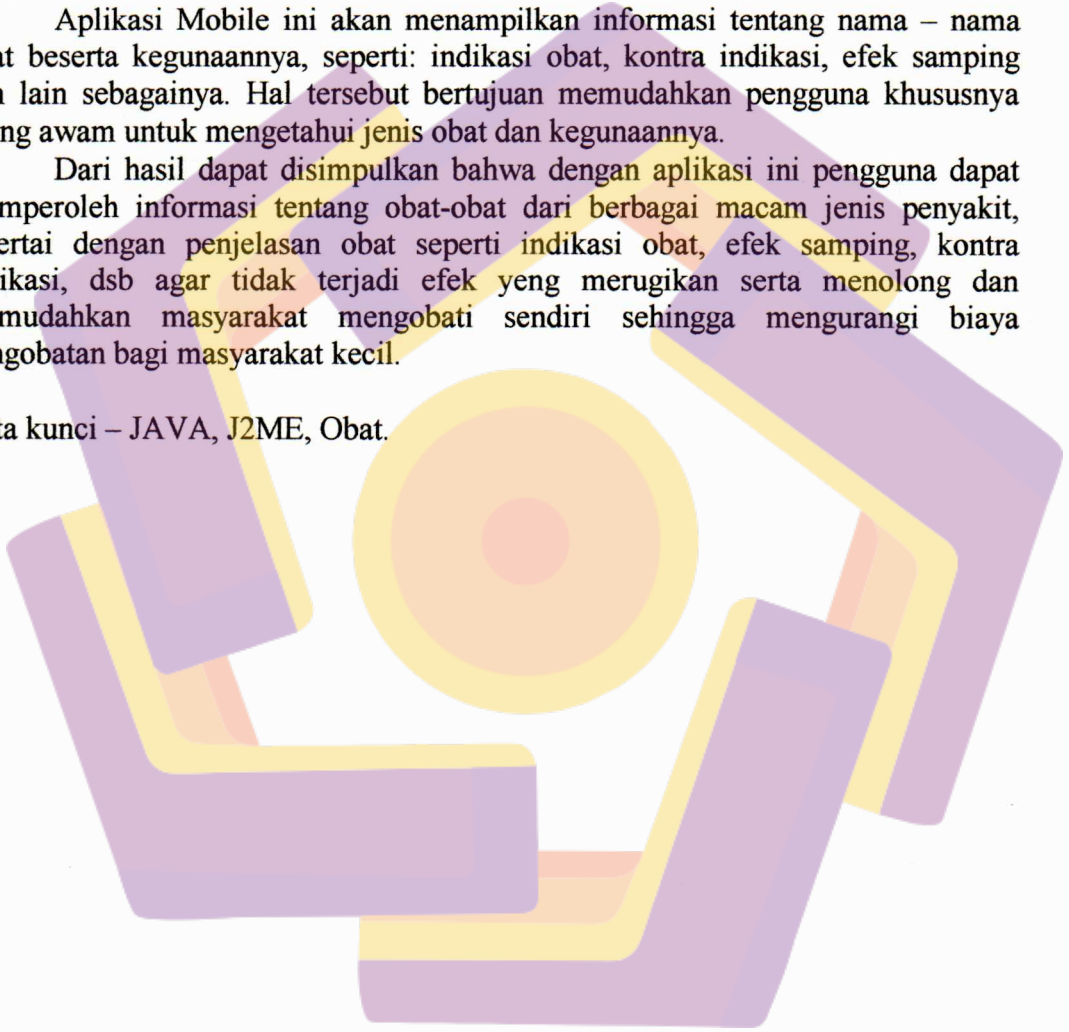 Aplikasi Mobile ini akan menampilkan informasi tentang nama – nama
at beserta kegunaannya, seperti: indikasi obat, kontra indikasi, efek samping
n lain sebagainya. Hal tersebut bertujuan memudahkan pengguna khususnya
ng awam untuk mengetahui jenis obat dan kegunaannya.
Dari hasil dapat disimpulkan bahwa dengan aplikasi ini pengguna dapat
mperoleh informasi tentang obat-obat dari berbagai macam jenis penyakit,
ertai dengan penjelasan obat seperti indikasi obat, efek samping, kontra
ikasi, dsb agar tidak terjadi efek yeng merugikan serta menolong dan
mudahkan masyarakat mengobati sendiri sehingga mengurangi biaya
ngobatan bagi masyarakat kecil.
ta kunci – JAVA, J2ME, Obat.